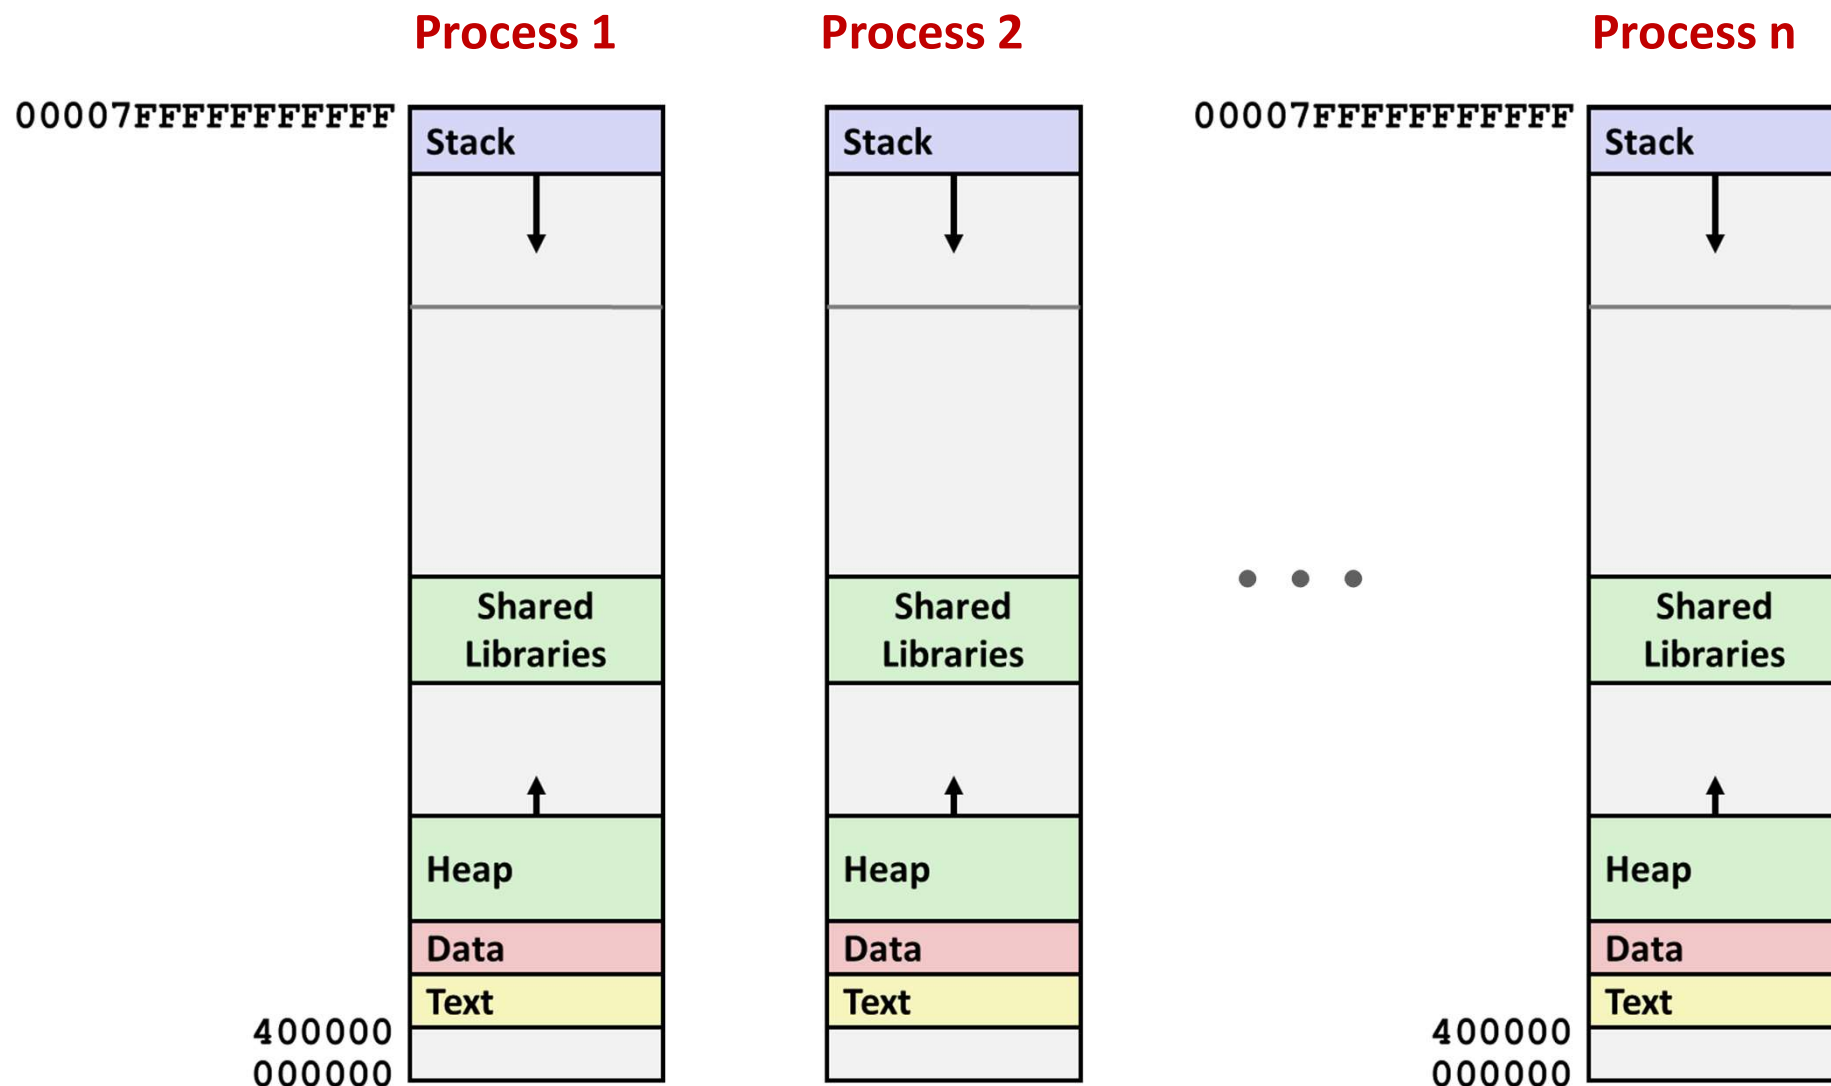 Process 1
Process 2
Process n
00007FFFFFFFFFFF
00007FFFFFFFFFFF
Stack
Stack
Stack
Shared
Libraries
Shared
Libraries
Shared
Libraries
Heap
Heap
Heap
Data
Data
Data
Text
Text
Text
400000
400000
000000
000000